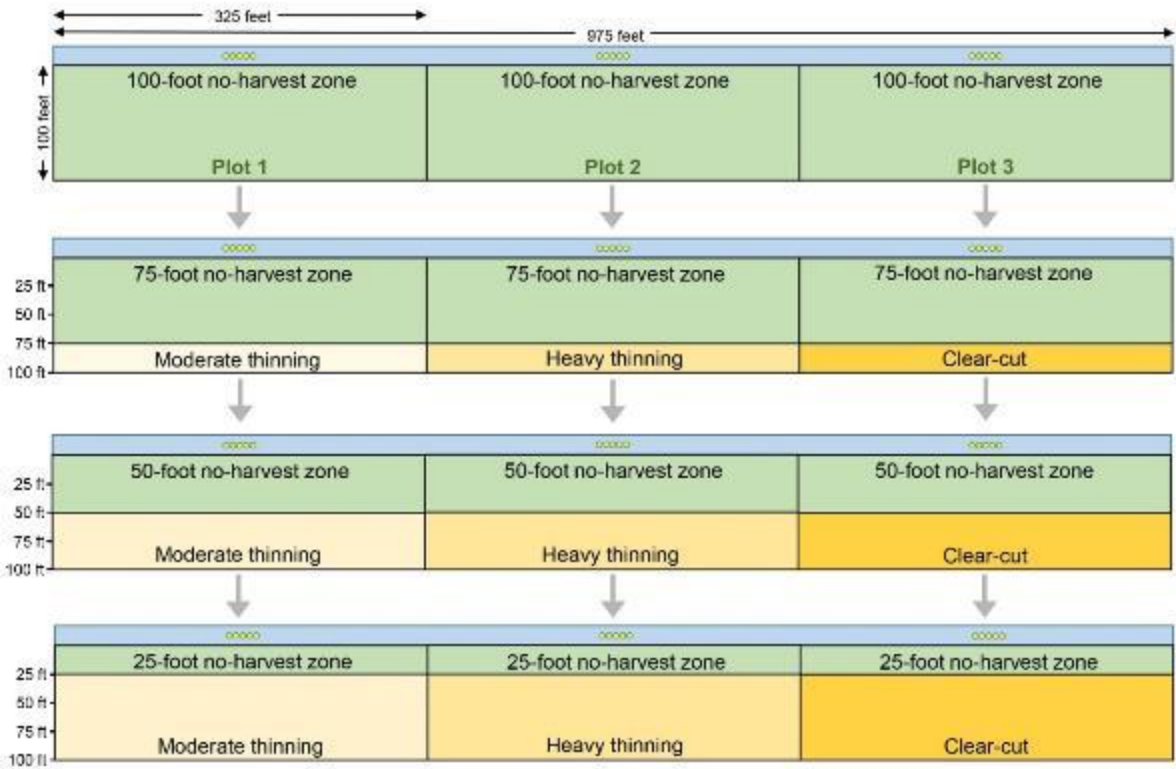 325 feet
975 feet
100 feet
100-foot no-harvest zone 100-foot no-harvest zone 100-foot no-harvest zone
Plot 1 Plot 2 Plot 3
75-foot no-harvest zone 75-foot no-harvest zone 75-foot no-harvest zone
25 ft
50 ft
75 ft
Moderate thinning Heavy thinning Clear-cut
100 ft
50-foot no-harvest zone 50-foot no-harvest zone 50-foot no-harvest zone
25 ft
50 ft
75 ft
Moderate thinning Heavy thinning Clear-cut
100 ft
25-foot no-harvest zone 25-foot no-harvest zone 25-foot no-harvest zone
25 ft
50 ft
75 ft
Moderate thinning Heavy thinning Clear-cut
100 ft